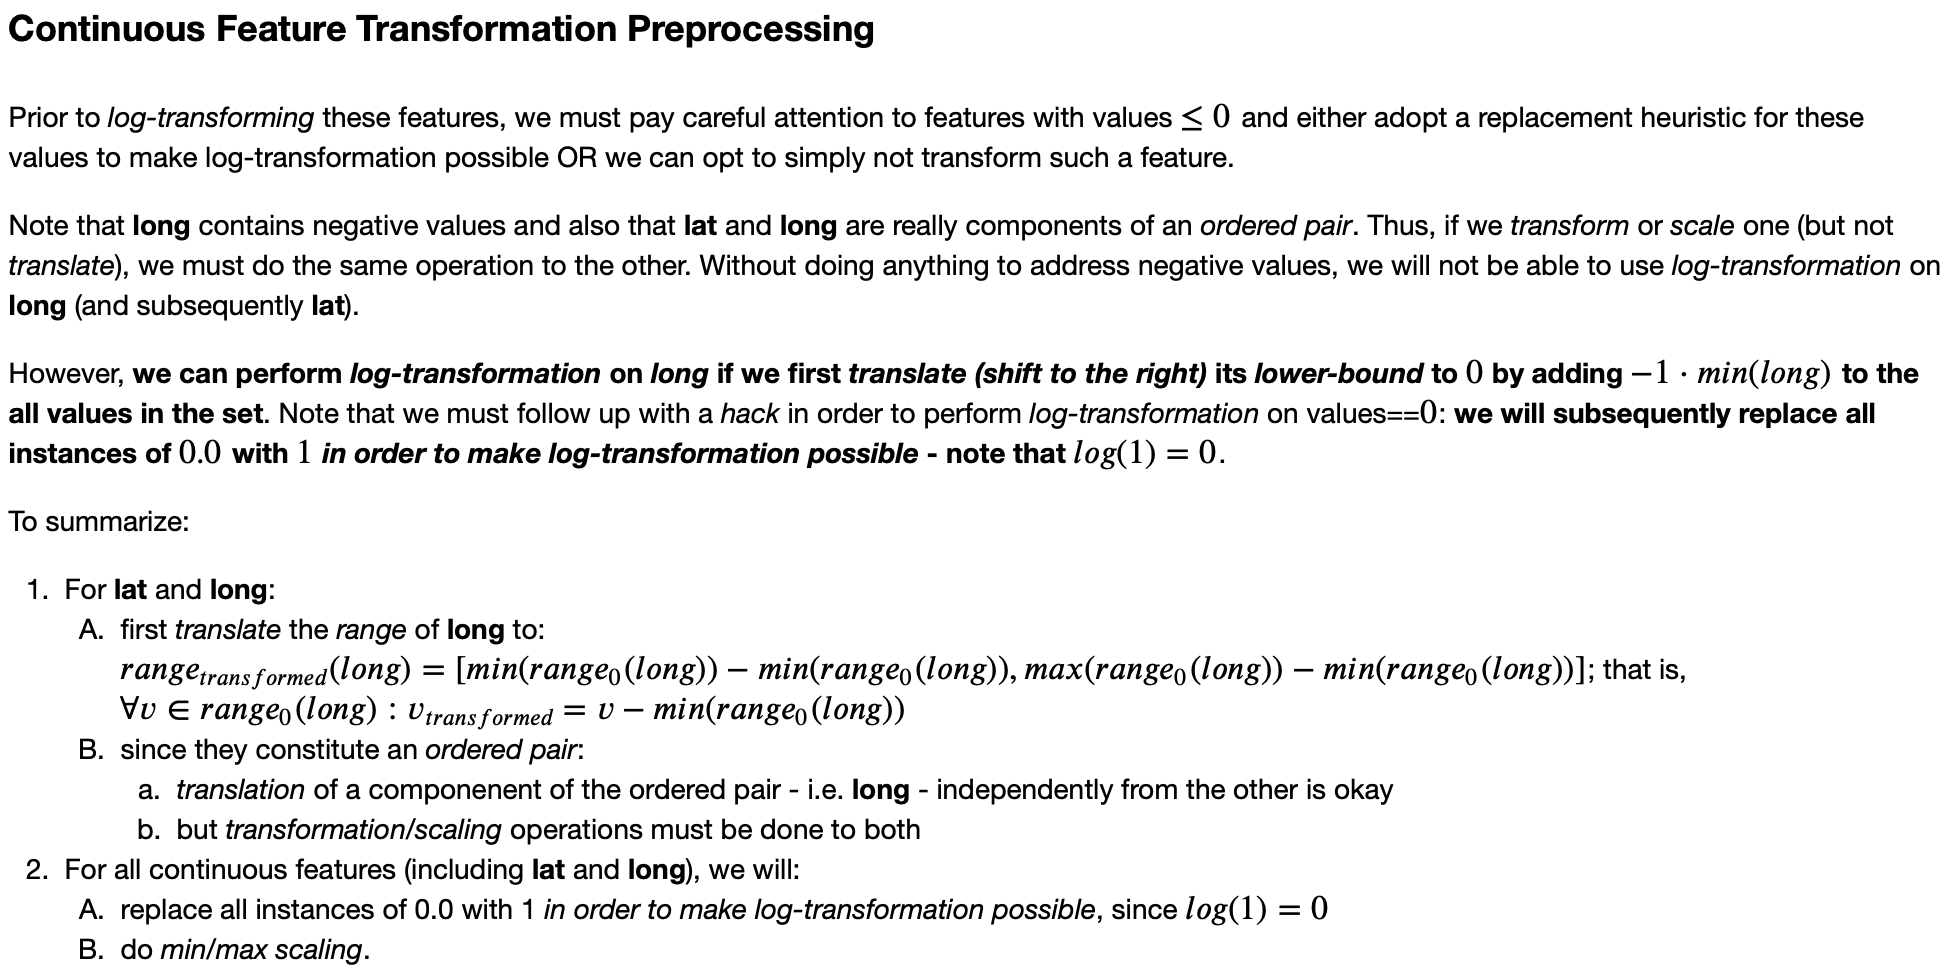 Continuous Feature Transformation Preprocessing
Prior to log-transforming these features, we must pay careful attention to features with values ≤ 0 and either adopt a replacement heuristic for these
values to make log-transformation possible OR we can opt to simply not transform such a feature.
Note that long contains negative values and also that lat and long are really components of an ordered pair. Thus, if we transform or scale one (but not
translate), we must do the same operation to the other. Without doing anything to address negative values, we will not be able to use log-transformation on
long (and subsequently lat).
However, we can perform log-transformation on long if we first translate (shift to the right) its lower-bound to 0 by adding −1 · min(long) to the
all values in the set. Note that we must follow up with a hack in order to perform log-transformation on values==0: we will subsequently replace all
instances of 0.0 with 1 in order to make log-transformation possible - note that log(1) = 0.
To summarize:
1. For lat and long:
A. first translate the range of long to:
range_transformed(long) = [min(range₀(long)) − min(range₀(long)), max(range₀(long)) − min(range₀(long))]; that is,
∀v ∈ range₀(long) : v_transformed = v − min(range₀(long))
B. since they constitute an ordered pair:
a. translation of a componenent of the ordered pair - i.e. long - independently from the other is okay
b. but transformation/scaling operations must be done to both
2. For all continuous features (including lat and long), we will:
A. replace all instances of 0.0 with 1 in order to make log-transformation possible, since log(1) = 0
B. do min/max scaling.